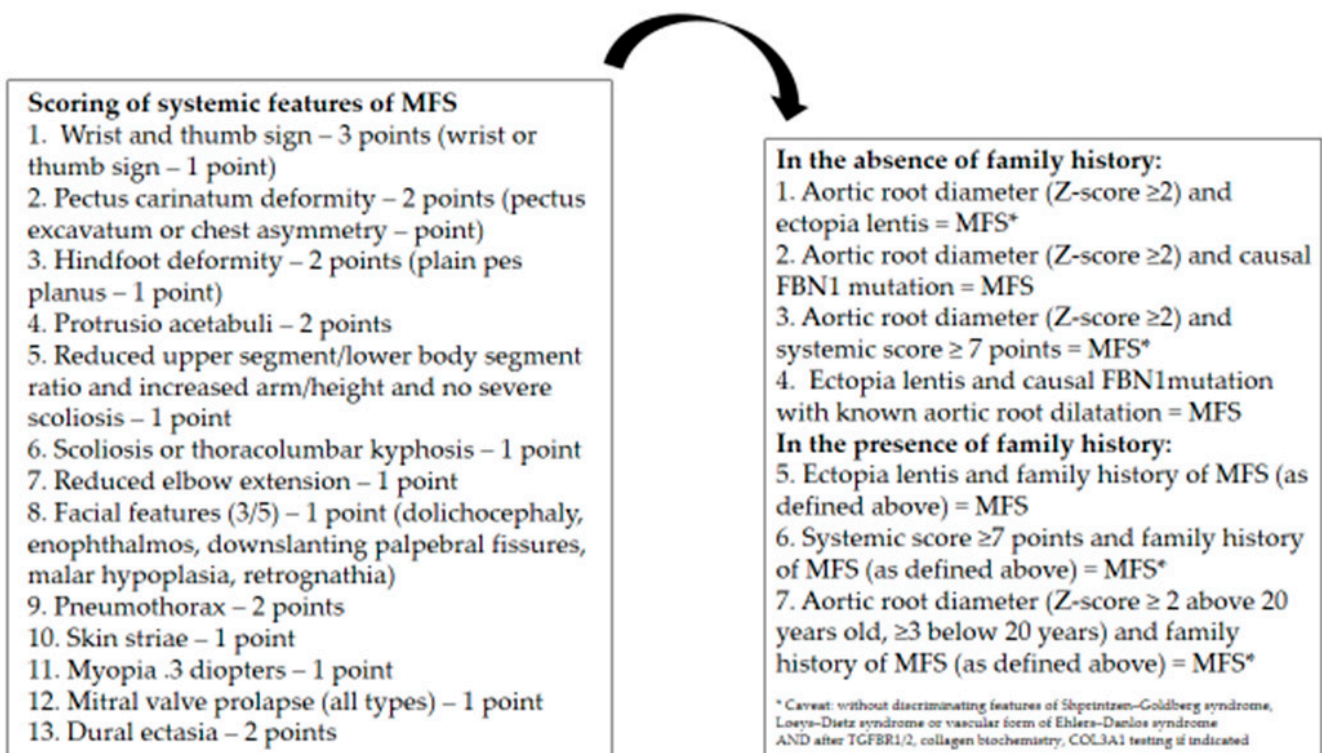 Scoring of systemic features of MFS
1. Wrist and thumb sign – 3 points (wrist or
thumb sign – 1 point)
2. Pectus carinatum deformity – 2 points (pectus
excavatum or chest asymmetry – point)
3. Hindfoot deformity – 2 points (plain pes
planus – 1 point)
4. Protrusio acetabuli – 2 points
5. Reduced upper segment/lower body segment
ratio and increased arm/height and no severe
scoliosis – 1 point
6. Scoliosis or thoracolumbar kyphosis – 1 point
7. Reduced elbow extension – 1 point
8. Facial features (3/5) – 1 point (dolichocephaly,
enophthalmos, downslanting palpebral fissures,
malar hypoplasia, retrognathia)
9. Pneumothorax – 2 points
10. Skin striae – 1 point
11. Myopia .3 diopters – 1 point
12. Mitral valve prolapse (all types) – 1 point
13. Dural ectasia – 2 points
In the absence of family history:
1. Aortic root diameter (Z-score ≥2) and
ectopia lentis = MFS*
2. Aortic root diameter (Z-score ≥2) and causal
FBN1 mutation = MFS
3. Aortic root diameter (Z-score ≥2) and
systemic score ≥ 7 points = MFS*
4. Ectopia lentis and causal FBN1mutation
with known aortic root dilatation = MFS
In the presence of family history:
5. Ectopia lentis and family history of MFS (as
defined above) = MFS
6. Systemic score ≥7 points and family history
of MFS (as defined above) = MFS*
7. Aortic root diameter (Z-score ≥ 2 above 20
years old, ≥3 below 20 years) and family
history of MFS (as defined above) = MFS*
* Caveat: without discriminating features of Shprintzen–Goldberg syndrome,
Loeys–Dietz syndrome or vascular form of Ehlers–Danlos syndrome
AND after TGFBR1/2, collagen biochemistry, COL3A1 testing if indicated